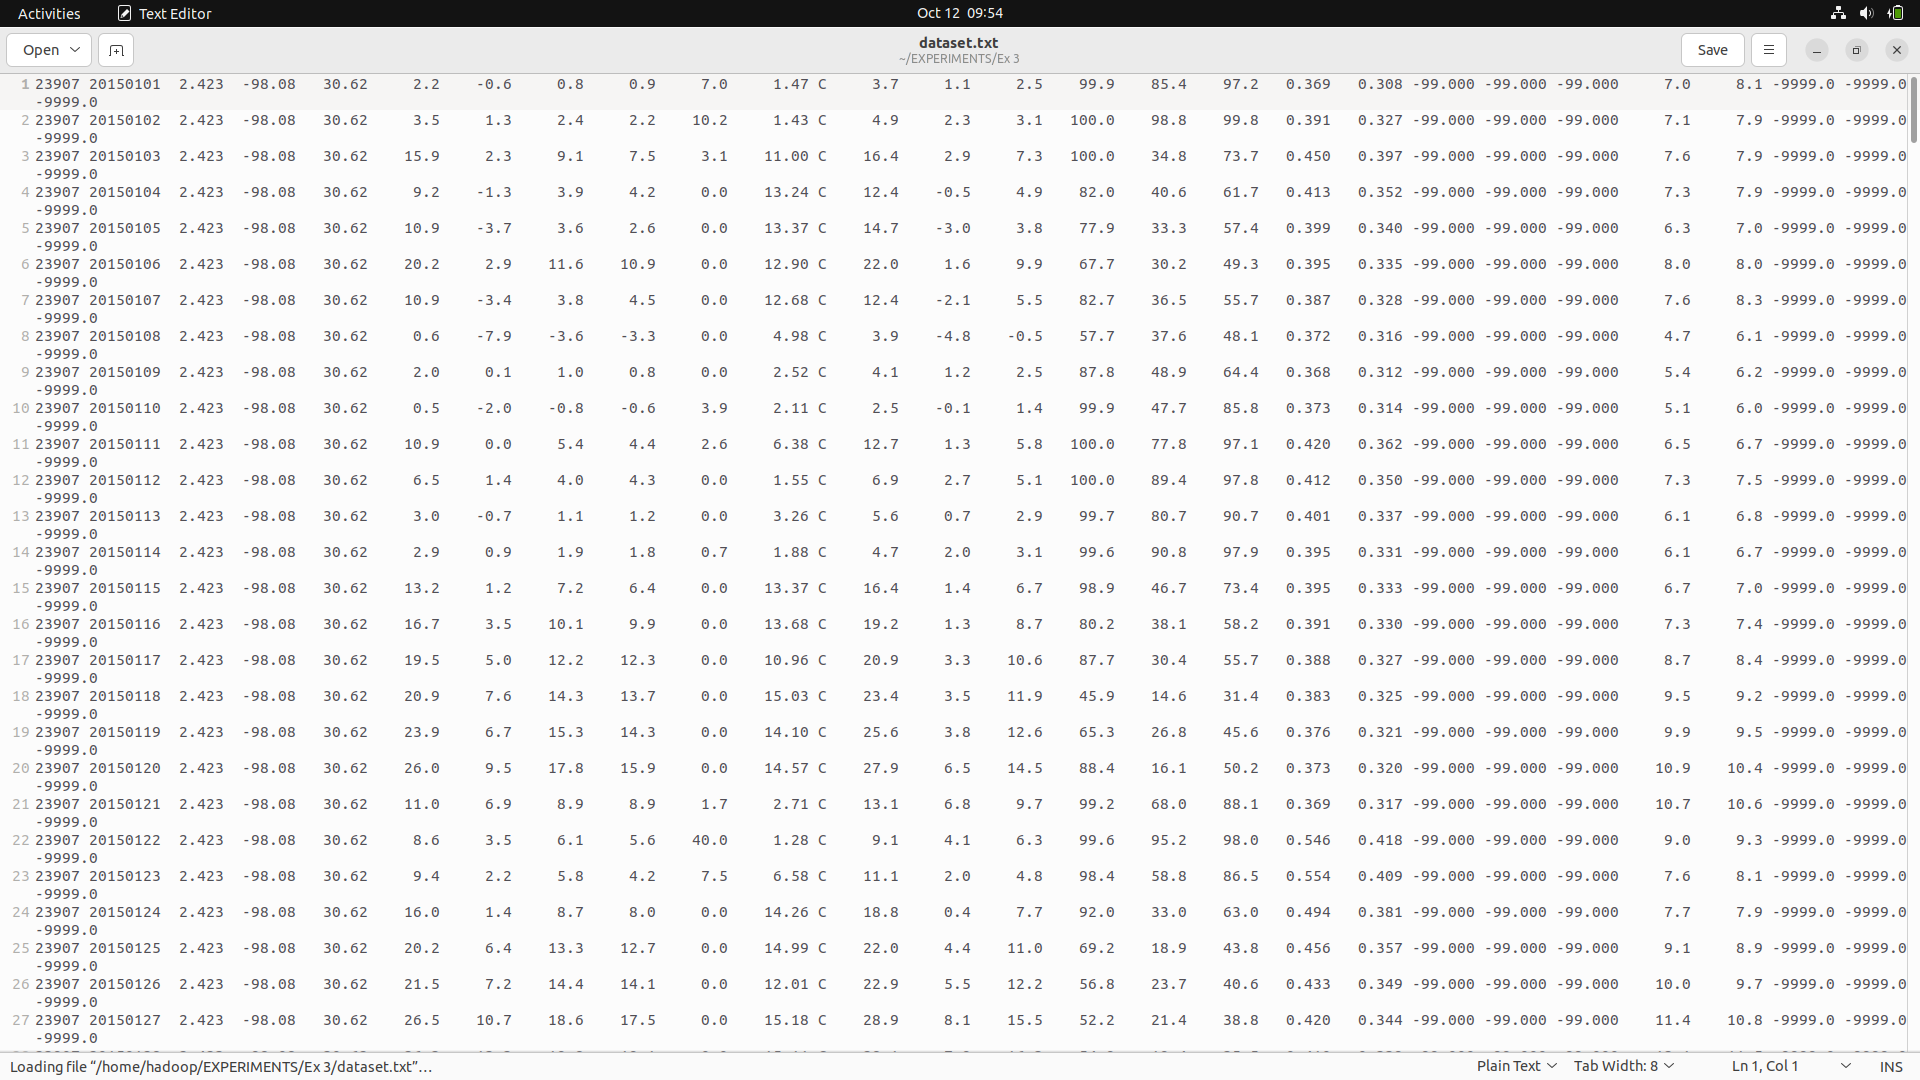 Activities Text Editor Oct 12 09:54
Open dataset.txt Save
~/EXPERIMENTS/Ex 3
1 23907 20150101 2.423 -98.08 30.62 2.2 -0.6 0.8 0.9 7.0 1.47 C 3.7 1.1 2.5 99.9 85.4 97.2 0.369 0.308 -99.000 -99.000 -99.000 7.0 8.1 -9999.0 -9999.0
-9999.0
2 23907 20150102 2.423 -98.08 30.62 3.5 1.3 2.4 2.2 10.2 1.43 C 4.9 2.3 3.1 100.0 98.8 99.8 0.391 0.327 -99.000 -99.000 -99.000 7.1 7.9 -9999.0 -9999.0
-9999.0
3 23907 20150103 2.423 -98.08 30.62 15.9 2.3 9.1 7.5 3.1 11.00 C 16.4 2.9 7.3 100.0 34.8 73.7 0.450 0.397 -99.000 -99.000 -99.000 7.6 7.9 -9999.0 -9999.0
-9999.0
4 23907 20150104 2.423 -98.08 30.62 9.2 -1.3 3.9 4.2 0.0 13.24 C 12.4 -0.5 4.9 82.0 40.6 61.7 0.413 0.352 -99.000 -99.000 -99.000 7.3 7.9 -9999.0 -9999.0
-9999.0
5 23907 20150105 2.423 -98.08 30.62 10.9 -3.7 3.6 2.6 0.0 13.37 C 14.7 -3.0 3.8 77.9 33.3 57.4 0.399 0.340 -99.000 -99.000 -99.000 6.3 7.0 -9999.0 -9999.0
-9999.0
6 23907 20150106 2.423 -98.08 30.62 20.2 2.9 11.6 10.9 0.0 12.90 C 22.0 1.6 9.9 67.7 30.2 49.3 0.395 0.335 -99.000 -99.000 -99.000 8.0 8.0 -9999.0 -9999.0
-9999.0
7 23907 20150107 2.423 -98.08 30.62 10.9 -3.4 3.8 4.5 0.0 12.68 C 12.4 -2.1 5.5 82.7 36.5 55.7 0.387 0.328 -99.000 -99.000 -99.000 7.6 8.3 -9999.0 -9999.0
-9999.0
8 23907 20150108 2.423 -98.08 30.62 0.6 -7.9 -3.6 -3.3 0.0 4.98 C 3.9 -4.8 -0.5 57.7 37.6 48.1 0.372 0.316 -99.000 -99.000 -99.000 4.7 6.1 -9999.0 -9999.0
-9999.0
9 23907 20150109 2.423 -98.08 30.62 2.0 0.1 1.0 0.8 0.0 2.52 C 4.1 1.2 2.5 87.8 48.9 64.4 0.368 0.312 -99.000 -99.000 -99.000 5.4 6.2 -9999.0 -9999.0
-9999.0
10 23907 20150110 2.423 -98.08 30.62 0.5 -2.0 -0.8 -0.6 3.9 2.11 C 2.5 -0.1 1.4 99.9 47.7 85.8 0.373 0.314 -99.000 -99.000 -99.000 5.1 6.0 -9999.0 -9999.0
-9999.0
11 23907 20150111 2.423 -98.08 30.62 10.9 0.0 5.4 4.4 2.6 6.38 C 12.7 1.3 5.8 100.0 77.8 97.1 0.420 0.362 -99.000 -99.000 -99.000 6.5 6.7 -9999.0 -9999.0
-9999.0
12 23907 20150112 2.423 -98.08 30.62 6.5 1.4 4.0 4.3 0.0 1.55 C 6.9 2.7 5.1 100.0 89.4 97.8 0.412 0.350 -99.000 -99.000 -99.000 7.3 7.5 -9999.0 -9999.0
-9999.0
13 23907 20150113 2.423 -98.08 30.62 3.0 -0.7 1.1 1.2 0.0 3.26 C 5.6 0.7 2.9 99.7 80.7 90.7 0.401 0.337 -99.000 -99.000 -99.000 6.1 6.8 -9999.0 -9999.0
-9999.0
14 23907 20150114 2.423 -98.08 30.62 2.9 0.9 1.9 1.8 0.7 1.88 C 4.7 2.0 3.1 99.6 90.8 97.9 0.395 0.331 -99.000 -99.000 -99.000 6.1 6.7 -9999.0 -9999.0
-9999.0
15 23907 20150115 2.423 -98.08 30.62 13.2 1.2 7.2 6.4 0.0 13.37 C 16.4 1.4 6.7 98.9 46.7 73.4 0.395 0.333 -99.000 -99.000 -99.000 6.7 7.0 -9999.0 -9999.0
-9999.0
16 23907 20150116 2.423 -98.08 30.62 16.7 3.5 10.1 9.9 0.0 13.68 C 19.2 1.3 8.7 80.2 38.1 58.2 0.391 0.330 -99.000 -99.000 -99.000 7.3 7.4 -9999.0 -9999.0
-9999.0
17 23907 20150117 2.423 -98.08 30.62 19.5 5.0 12.2 12.3 0.0 10.96 C 20.9 3.3 10.6 87.7 30.4 55.7 0.388 0.327 -99.000 -99.000 -99.000 8.7 8.4 -9999.0 -9999.0
-9999.0
18 23907 20150118 2.423 -98.08 30.62 20.9 7.6 14.3 13.7 0.0 15.03 C 23.4 3.5 11.9 45.9 14.6 31.4 0.383 0.325 -99.000 -99.000 -99.000 9.5 9.2 -9999.0 -9999.0
-9999.0
19 23907 20150119 2.423 -98.08 30.62 23.9 6.7 15.3 14.3 0.0 14.10 C 25.6 3.8 12.6 65.3 26.8 45.6 0.376 0.321 -99.000 -99.000 -99.000 9.9 9.5 -9999.0 -9999.0
-9999.0
20 23907 20150120 2.423 -98.08 30.62 26.0 9.5 17.8 15.9 0.0 14.57 C 27.9 6.5 14.5 88.4 16.1 50.2 0.373 0.320 -99.000 -99.000 -99.000 10.9 10.4 -9999.0 -9999.0
-9999.0
21 23907 20150121 2.423 -98.08 30.62 11.0 6.9 8.9 8.9 1.7 2.71 C 13.1 6.8 9.7 99.2 68.0 88.1 0.369 0.317 -99.000 -99.000 -99.000 10.7 10.6 -9999.0 -9999.0
-9999.0
22 23907 20150122 2.423 -98.08 30.62 8.6 3.5 6.1 5.6 40.0 1.28 C 9.1 4.1 6.3 99.6 95.2 98.0 0.546 0.418 -99.000 -99.000 -99.000 9.0 9.3 -9999.0 -9999.0
-9999.0
23 23907 20150123 2.423 -98.08 30.62 9.4 2.2 5.8 4.2 7.5 6.58 C 11.1 2.0 4.8 98.4 58.8 86.5 0.554 0.409 -99.000 -99.000 -99.000 7.6 8.1 -9999.0 -9999.0
-9999.0
24 23907 20150124 2.423 -98.08 30.62 16.0 1.4 8.7 8.0 0.0 14.26 C 18.8 0.4 7.7 92.0 33.0 63.0 0.494 0.381 -99.000 -99.000 -99.000 7.7 7.9 -9999.0 -9999.0
-9999.0
25 23907 20150125 2.423 -98.08 30.62 20.2 6.4 13.3 12.7 0.0 14.99 C 22.0 4.4 11.0 69.2 18.9 43.8 0.456 0.357 -99.000 -99.000 -99.000 9.1 8.9 -9999.0 -9999.0
-9999.0
26 23907 20150126 2.423 -98.08 30.62 21.5 7.2 14.4 14.1 0.0 12.01 C 22.9 5.5 12.2 56.8 23.7 40.6 0.433 0.349 -99.000 -99.000 -99.000 10.0 9.7 -9999.0 -9999.0
-9999.0
27 23907 20150127 2.423 -98.08 30.62 26.5 10.7 18.6 17.5 0.0 15.18 C 28.9 8.1 15.5 52.2 21.4 38.8 0.420 0.344 -99.000 -99.000 -99.000 11.4 10.8 -9999.0 -9999.0
-9999.0
Loading file “/home/hadoop/EXPERIMENTS/Ex 3/dataset.txt”… Plain Text Tab Width: 8 Ln 1, Col 1 INS